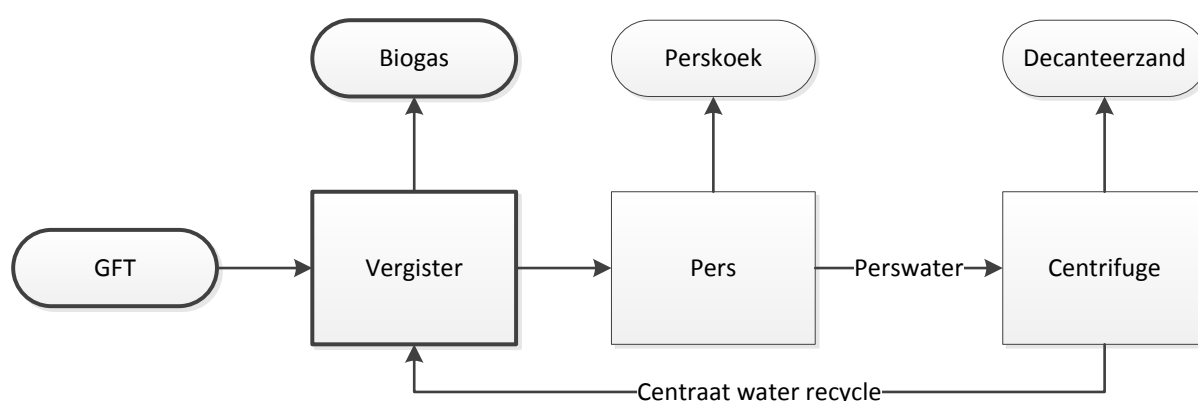 Biogas
Perskoek
Decanteerzand
GFT
Vergister
Pers
Perswater
Centrifuge
Centraat water recycle